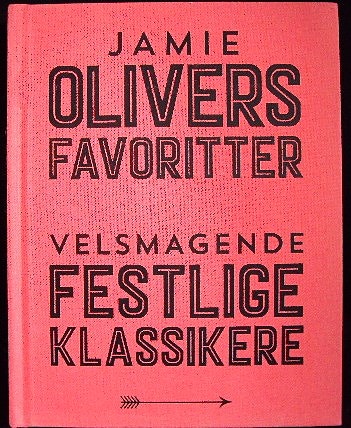 JAMIE
OLIVERS
FAVORITTER
VELSMAGENDE
FESTLIGE
KLASSIKERE